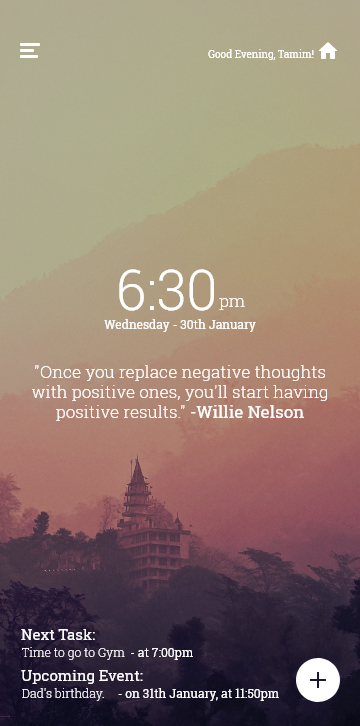 Good Evening, Tamim!
6:30 pm
Wednesday - 30th January
"Once you replace negative thoughts
with positive ones, you'll start having
positive results." -Willie Nelson
Next Task:
Time to go to Gym - at 7:00pm
Upcoming Event:
Dad's birthday. - on 31th January, at 11:50pm